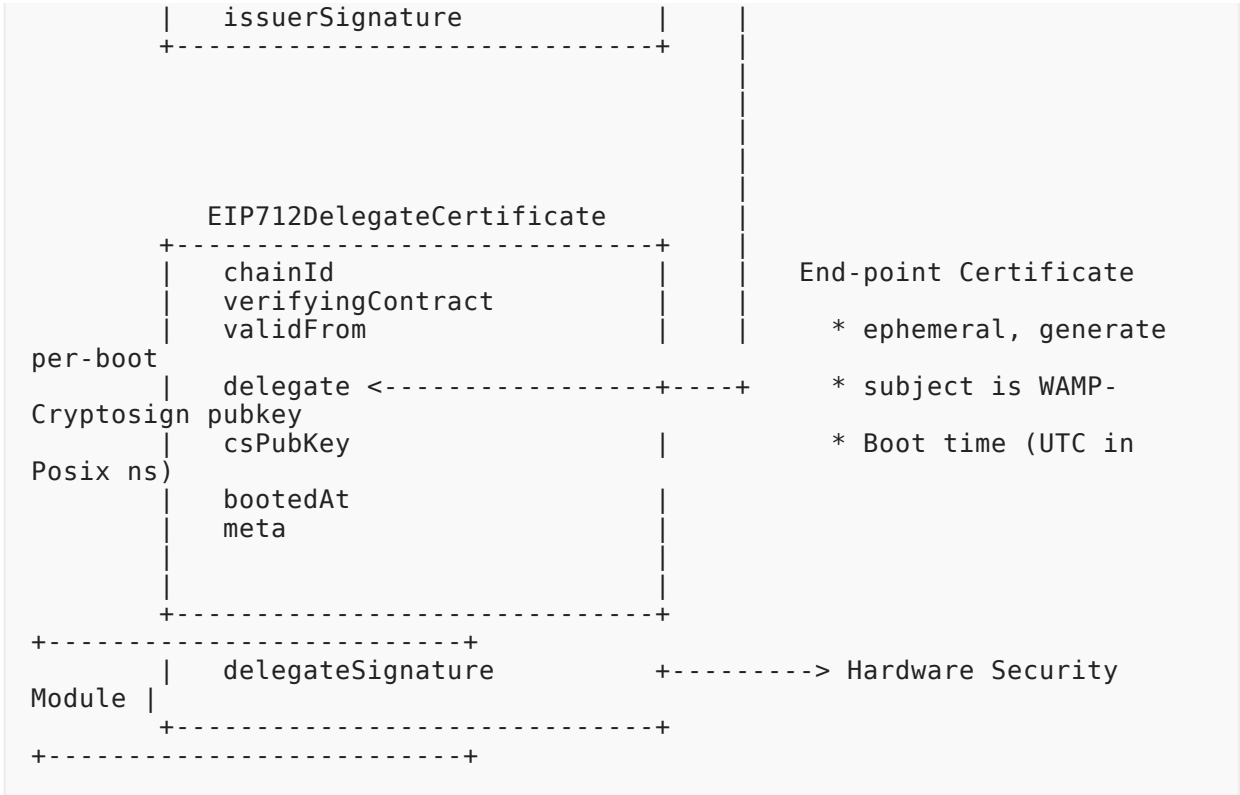 |   issuerSignature            |    |
         +------------------------------+    |
                                             |
                                             |
                                             |
                                             |
                                             |
            EIP712DelegateCertificate        |
         +------------------------------+    |
         |   chainId                    |    |   End-point Certificate
         |   verifyingContract          |    |
         |   validFrom                  |    |     * ephemeral, generate
per-boot
         |   delegate <-----------------+----+     * subject is WAMP-
Cryptosign pubkey
         |   csPubKey                   |          * Boot time (UTC in
Posix ns)
         |   bootedAt                   |
         |   meta                       |
         |                              |
         |                              |
         +------------------------------+
+--------------------------+
         |   delegateSignature          +---------> Hardware Security
Module |
         +------------------------------+
+--------------------------+